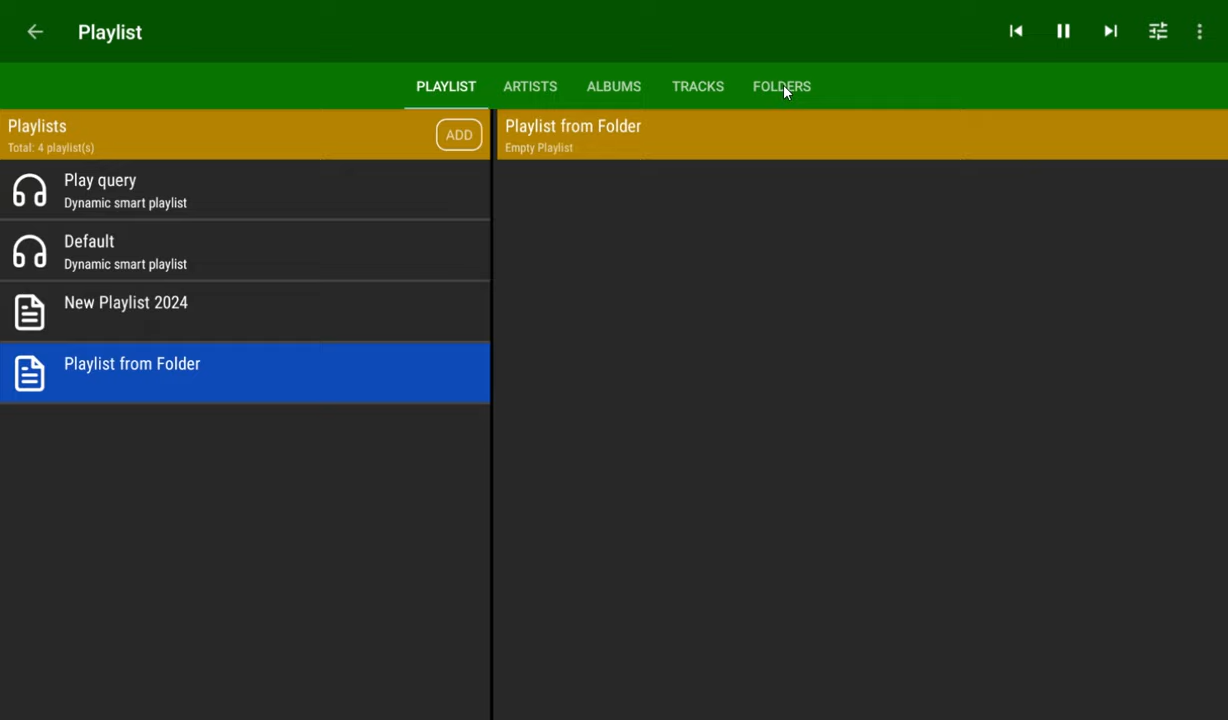 Playlist
PLAYLIST ARTISTS ALBUMS TRACKS FOLDERS
Playlists
Total: 4 playlist(s)
ADD
Playlist from Folder
Empty Playlist
Play query
Dynamic smart playlist
Default
Dynamic smart playlist
New Playlist 2024
Playlist from Folder